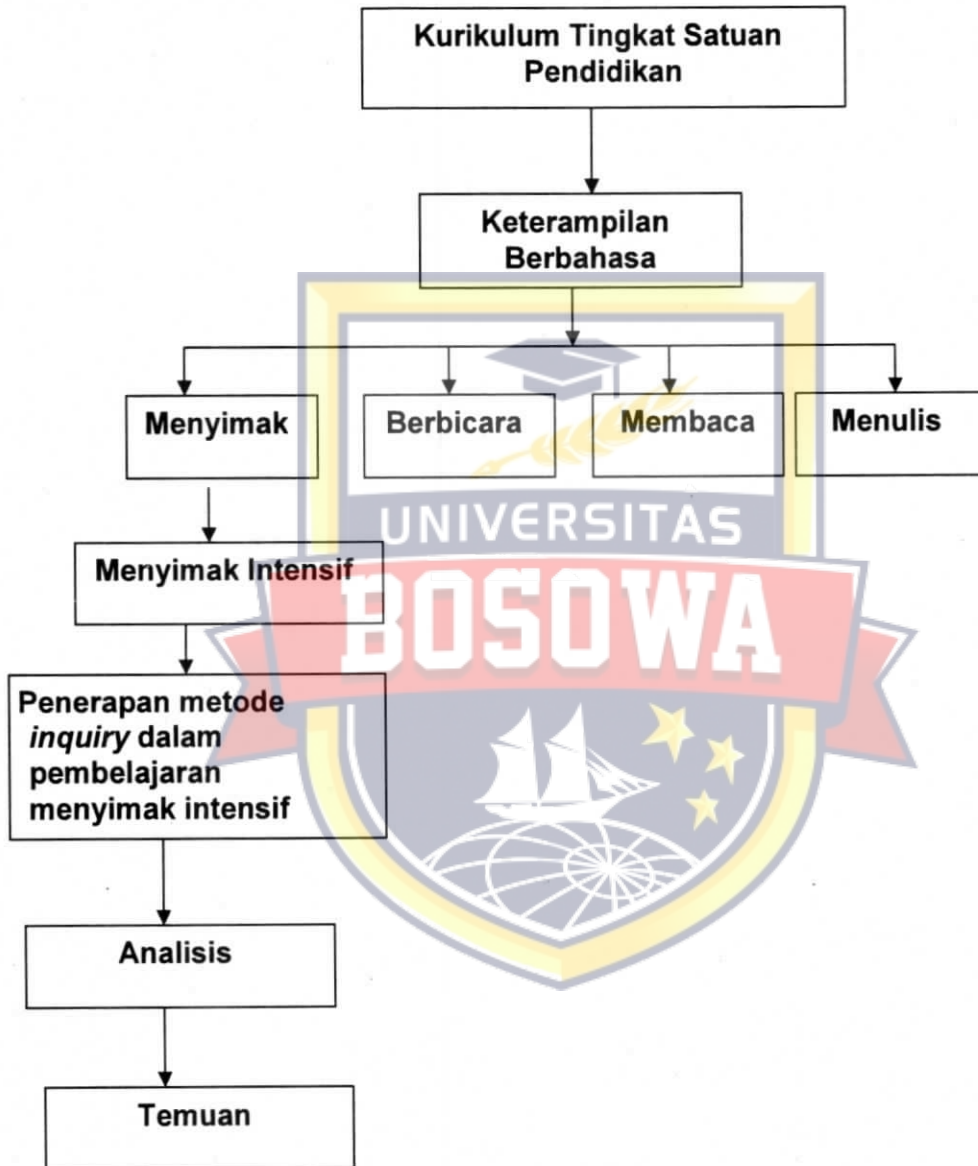 Kurikulum Tingkat Satuan
Pendidikan
Keterampilan
Berbahasa
Menyimak
Berbicara
Membaca
Menulis
UNIVERSITAS
Menyimak Intensif
BOSOWA
Penerapan metode
inquiry dalam
pembelajaran
menyimak intensif
Analisis
Temuan